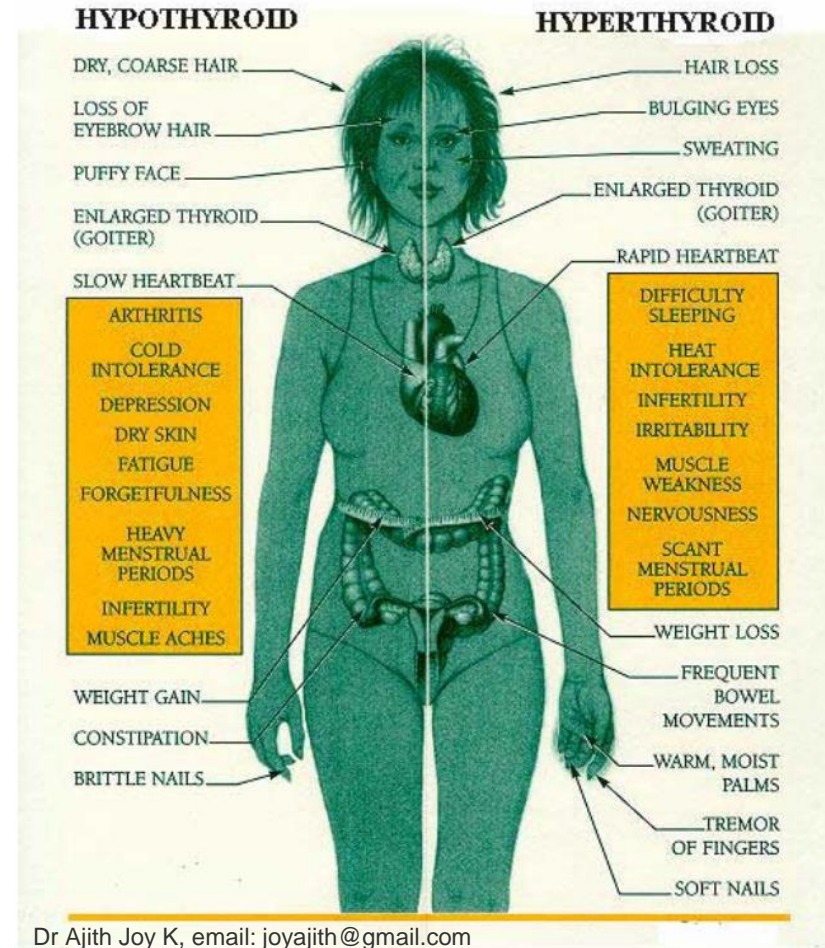 HYPOTHYROID
DRY, COARSE HAIR
LOSS OF
EYEBROW HAIR
PUFFY FACE
ENLARGED THYROID
(GOITER)
SLOW HEARTBEAT
ARTHRITIS
COLD
INTOLERANCE
DEPRESSION
DRY SKIN
FATIGUE
FORGETFULNESS
HEAVY
MENSTRUAL
PERIODS
INFERTILITY
MUSCLE ACHES
WEIGHT GAIN
CONSTIPATION
BRITTLE NAILS
HYPERTHYROID
HAIR LOSS
BULGING EYES
SWEATING
ENLARGED THYROID
(GOITER)
RAPID HEARTBEAT
DIFFICULTY
SLEEPING
HEAT
INTOLERANCE
INFERTILITY
IRRITABILITY
MUSCLE
WEAKNESS
NERVOUSNESS
SCANT
MENSTRUAL
PERIODS
WEIGHT LOSS
FREQUENT
BOWEL
MOVEMENTS
WARM, MOIST
PALMS
TREMOR
OF FINGERS
SOFT NAILS
Dr Ajith Joy K, email: joyajith@gmail.com